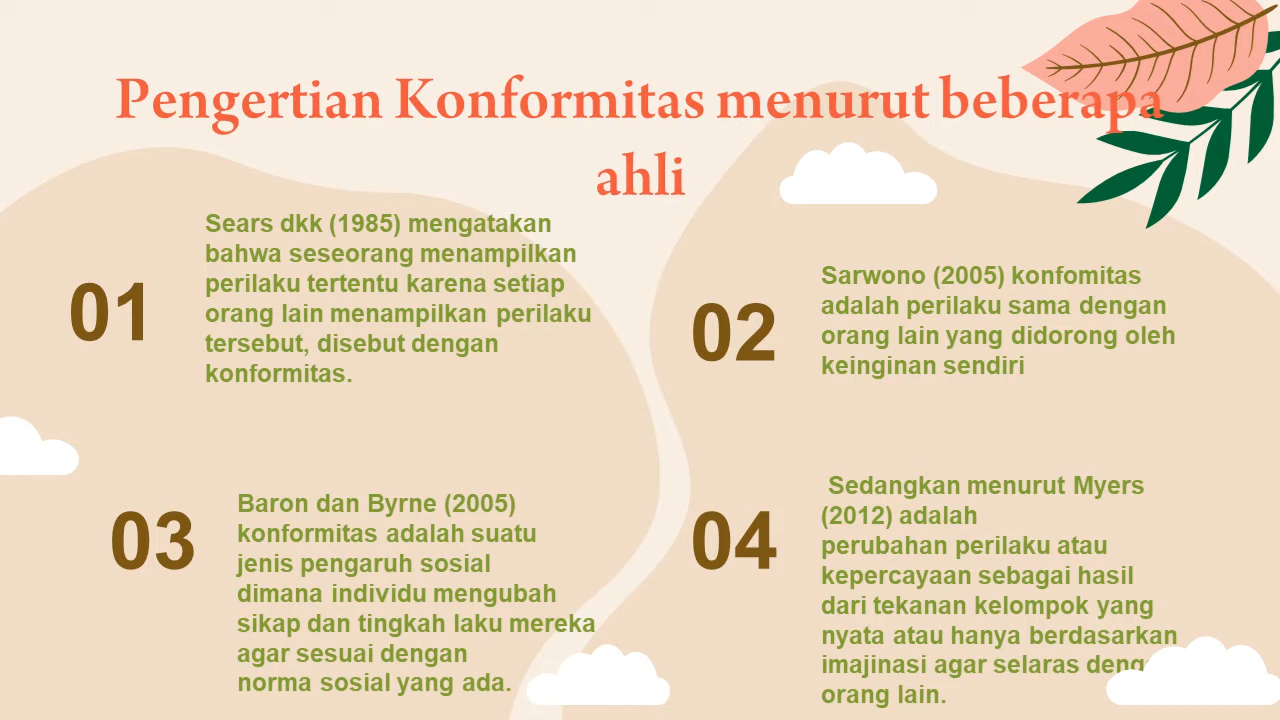 Pengertian Konformitas menurut beberapa
ahli
01
Sears dkk (1985) mengatakan
bahwa seseorang menampilkan
perilaku tertentu karena setiap
orang lain menampilkan perilaku
tersebut, disebut dengan
konformitas.
02
Sarwono (2005) konfomitas
adalah perilaku sama dengan
orang lain yang didorong oleh
keinginan sendiri
03
Baron dan Byrne (2005)
konformitas adalah suatu
jenis pengaruh sosial
dimana individu mengubah
sikap dan tingkah laku mereka
agar sesuai dengan
norma sosial yang ada.
04
Sedangkan menurut Myers
(2012) adalah
perubahan perilaku atau
kepercayaan sebagai hasil
dari tekanan kelompok yang
nyata atau hanya berdasarkan
imajinasi agar selaras deng
orang lain.